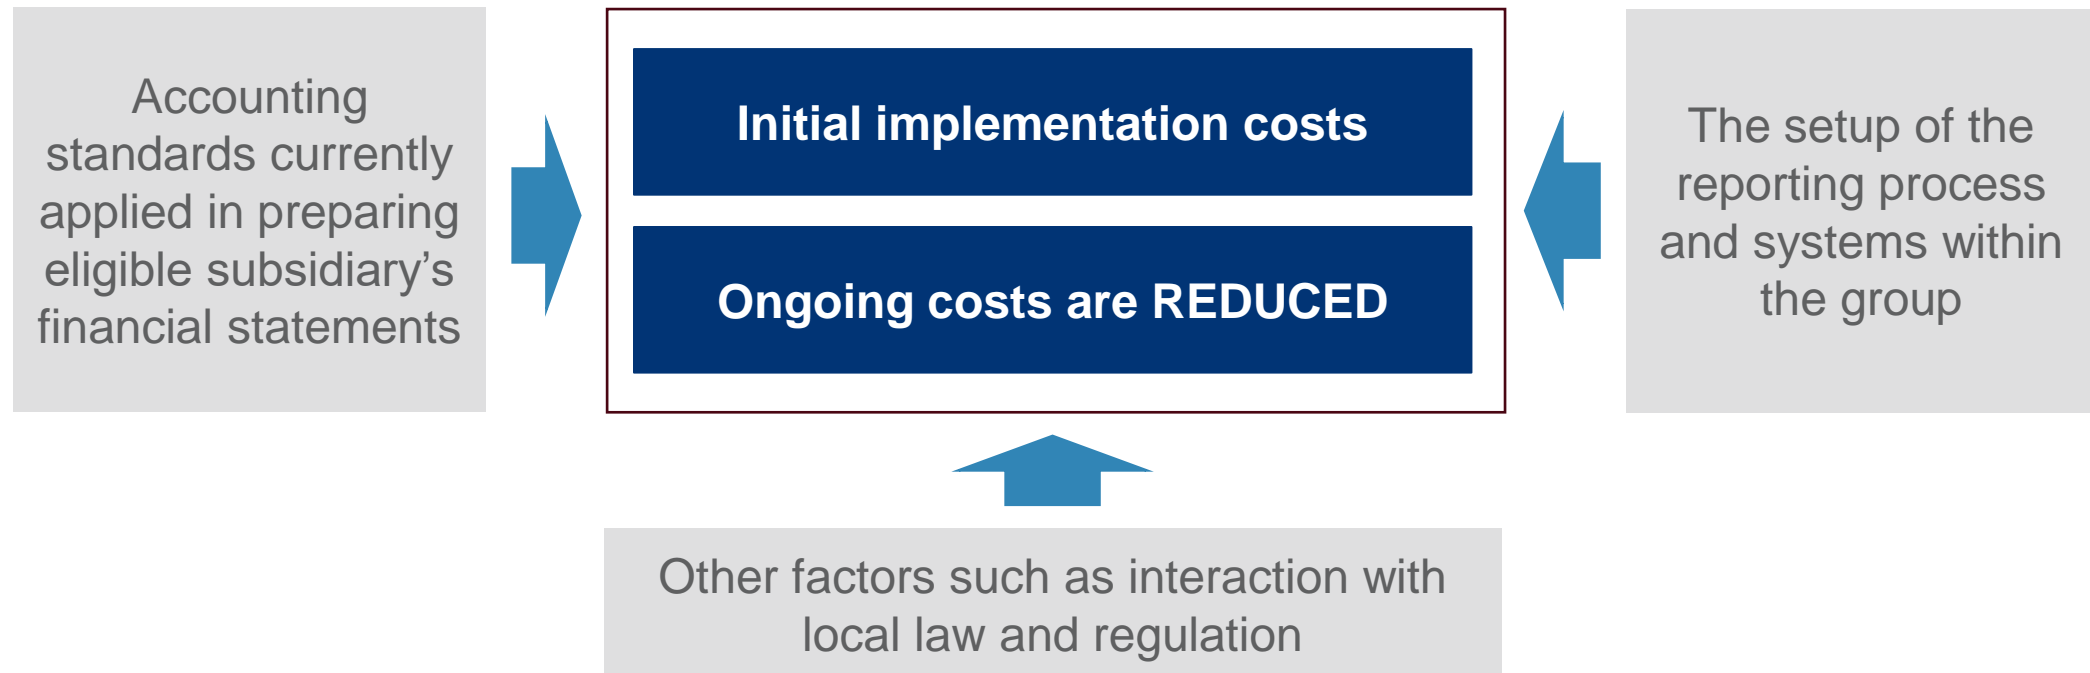 Accounting
standards currently
applied in preparing
eligible subsidiary’s
financial statements
Initial implementation costs
Ongoing costs are REDUCED
The setup of the
reporting process
and systems within
the group
Other factors such as interaction with
local law and regulation